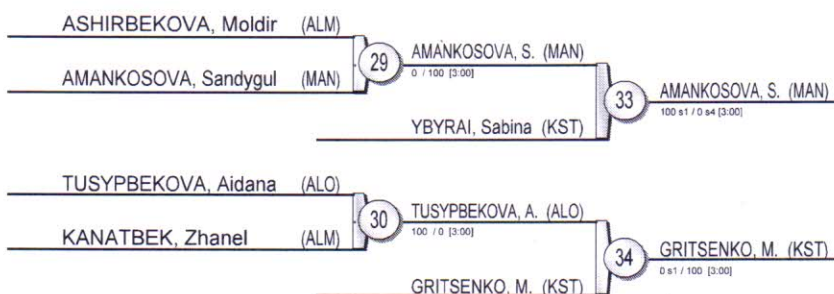 ASHIRBEKOVA, Moldir (ALM)
29
AMANKOSOVA, S. (MAN)
0 / 100 [3:00]
AMANKOSOVA, Sandygul (MAN)
33
AMANKOSOVA, S. (MAN)
100 s1 / 0 s4 [3:00]
YBYRAI, Sabina (KST)
TUSYPBEKOVA, Aidana (ALO)
30
TUSYPBEKOVA, A. (ALO)
100 / 0 [3:00]
KANATBEK, Zhanel (ALM)
34
GRITSENKO, M. (KST)
0 s1 / 100 [3:00]
GRITSENKO, M. (KST)